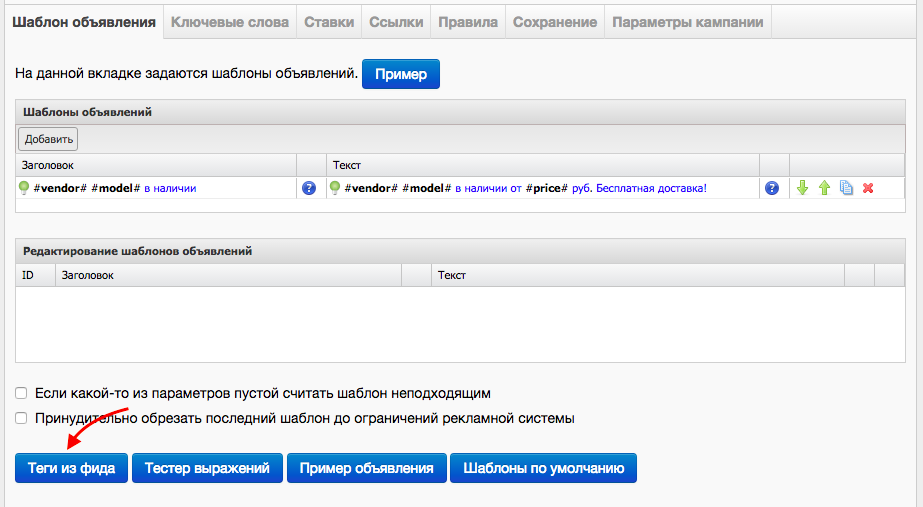 Шаблон объявления Ключевые слова Ставки Ссылки Правила Сохранение Параметры кампании
На данной вкладке задаются шаблоны объявлений. Пример
Шаблоны объявлений
Добавить
Заголовок Текст
#vendor# #model# в наличии ? #vendor# #model# в наличии от #price# руб. Бесплатная доставка! ?
Редактирование шаблонов объявлений
ID Заголовок Текст
Если какой-то из параметров пустой считать шаблон неподходящим
Принудительно обрезать последний шаблон до ограничений рекламной системы
Теги из фида Тестер выражений Пример объявления Шаблоны по умолчанию